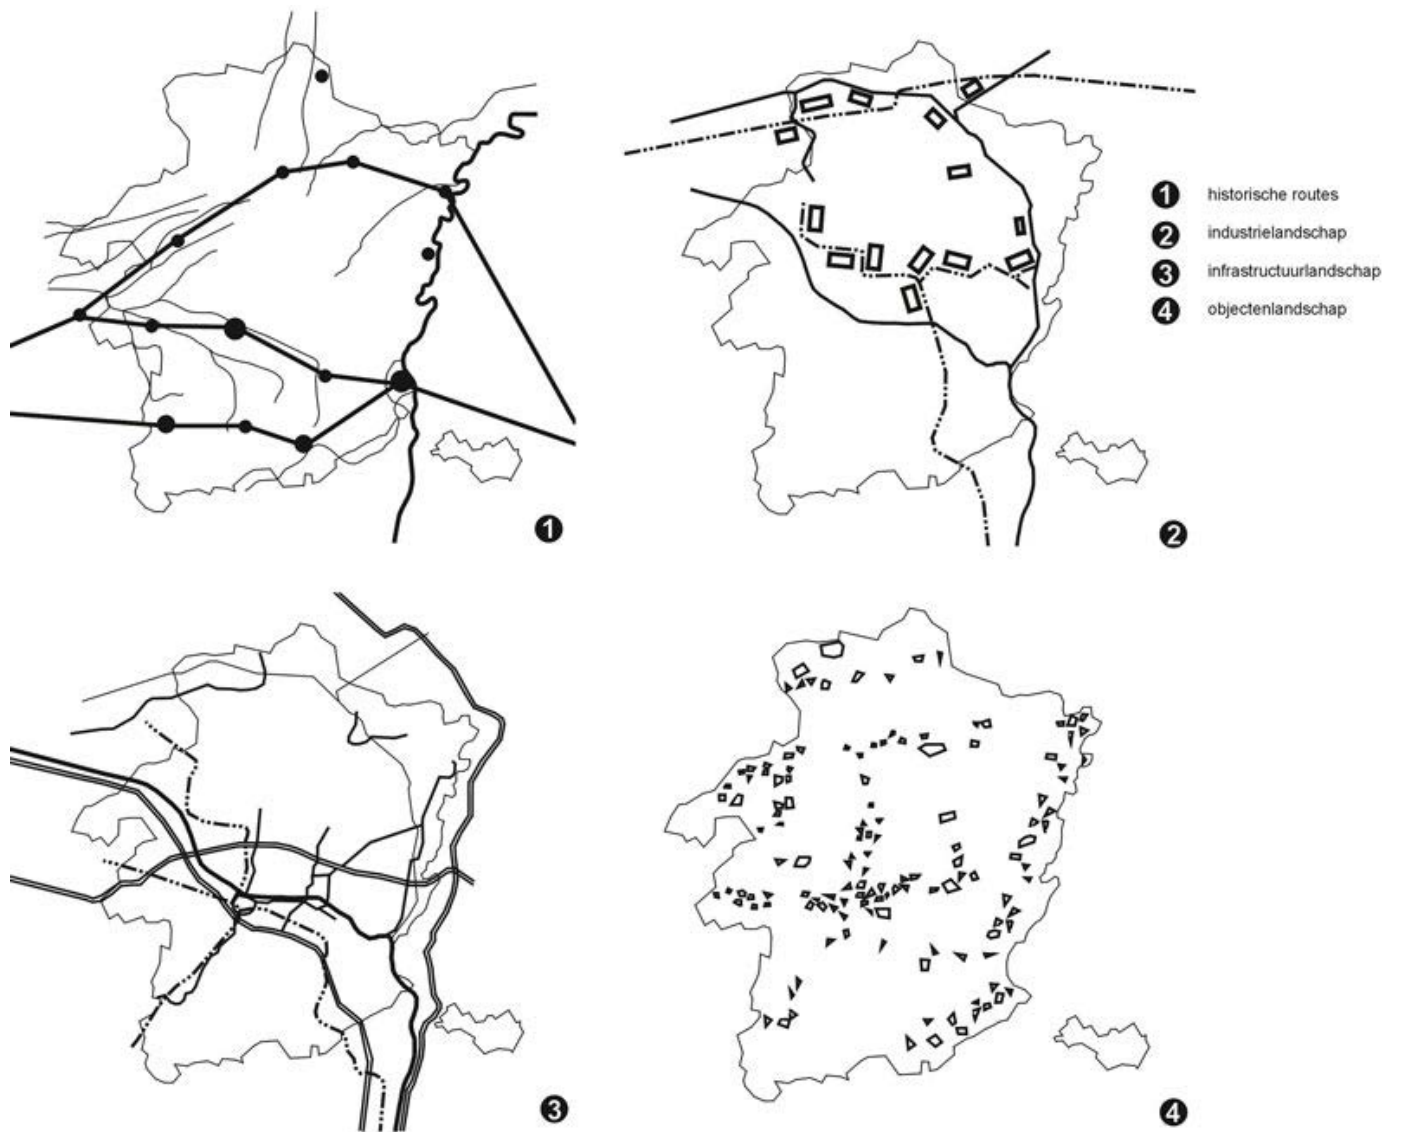 1 historische routes
2 industrielandschap
3 infrastructuurlandschap
4 objectenlandschap
1
2
3
4